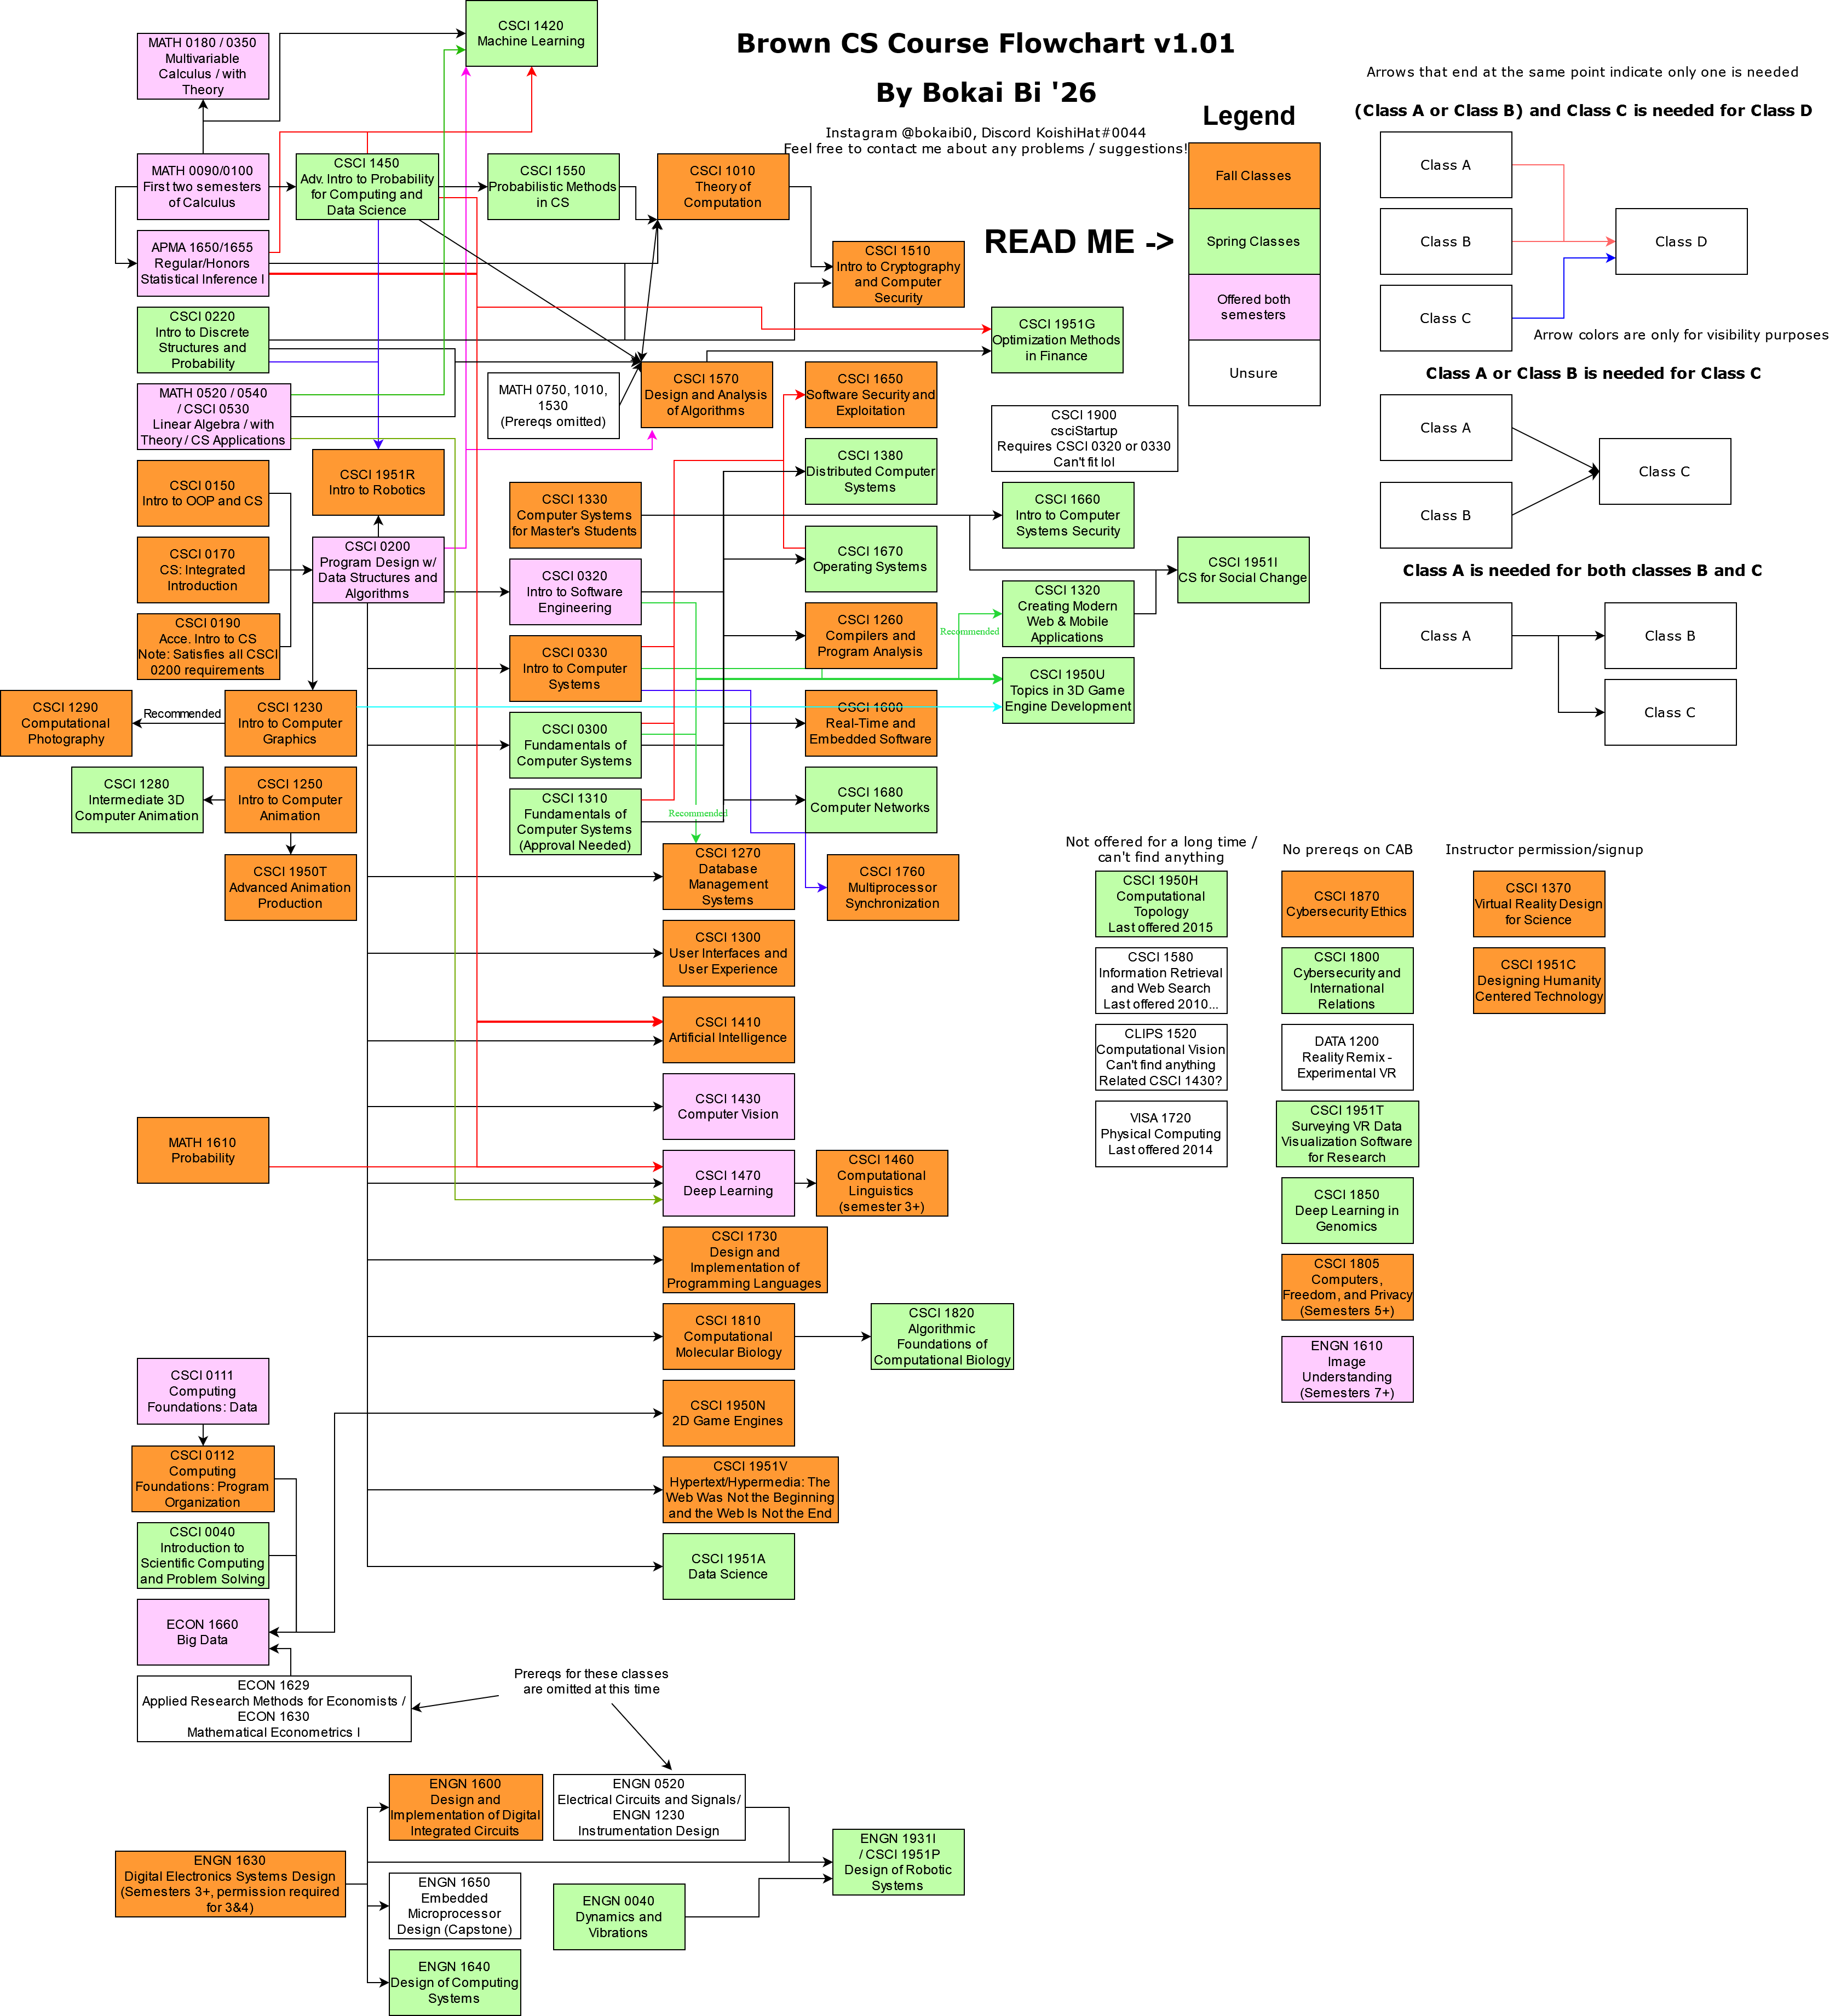 Brown CS Course Flowchart v1.01
By Bokai Bi '26
Instagram @bokaibi0, Discord KoishiHat#0044
Feel free to contact me about any problems / suggestions!
READ ME ->
Legend
Fall Classes
Spring Classes
Offered both
semesters
Unsure
Arrows that end at the same point indicate only one is needed
(Class A or Class B) and Class C is needed for Class D
Class A
Class B
Class C
Class D
Arrow colors are only for visibility purposes
Class A or Class B is needed for Class C
Class A
Class B
Class C
Class A is needed for both classes B and C
Class A
Class B
Class C
CSCI 1420
Machine Learning
MATH 0180 / 0350
Multivariable
Calculus / with
Theory
MATH 0090/0100
First two semesters
of Calculus
CSCI 1450
Adv. Intro to Probability
for Computing and
Data Science
CSCI 1550
Probabilistic Methods
in CS
CSCI 1010
Theory of
Computation
APMA 1650/1655
Regular/Honors
Statistical Inference I
CSCI 1510
Intro to Cryptography
and Computer
Security
CSCI 0220
Intro to Discrete
Structures and
Probability
CSCI 1951G
Optimization Methods
in Finance
MATH 0520 / 0540
/ CSCI 0530
Linear Algebra / with
Theory / CS Applications
MATH 0750, 1010,
1530
(Prereqs omitted)
CSCI 1570
Design and Analysis
of Algorithms
CSCI 1650
Software Security and
Exploitation
CSCI 1900
csciStartup
Requires CSCI 0320 or 0330
Can't fit lol
CSCI 0150
Intro to OOP and CS
CSCI 1951R
Intro to Robotics
CSCI 1380
Distributed Computer
Systems
CSCI 1330
Computer Systems
for Master's Students
CSCI 1660
Intro to Computer
Systems Security
CSCI 0170
CS: Integrated
Introduction
CSCI 0200
Program Design w/
Data Structures and
Algorithms
CSCI 0320
Intro to Software
Engineering
CSCI 1670
Operating Systems
CSCI 1951I
CS for Social Change
CSCI 0190
Acce. Intro to CS
Note: Satisfies all CSCI
0200 requirements
CSCI 0330
Intro to Computer
Systems
CSCI 1260
Compilers and
Program Analysis
Recommended
CSCI 1320
Creating Modern
Web & Mobile
Applications
CSCI 1950U
Topics in 3D Game
Engine Development
CSCI 1290
Computational
Photography
Recommended
CSCI 1230
Intro to Computer
Graphics
CSCI 0300
Fundamentals of
Computer Systems
CSCI 1600
Real-Time and
Embedded Software
CSCI 1280
Intermediate 3D
Computer Animation
CSCI 1250
Intro to Computer
Animation
CSCI 1310
Fundamentals of
Computer Systems
(Approval Needed)
Recommended
CSCI 1680
Computer Networks
CSCI 1950T
Advanced Animation
Production
CSCI 1270
Database
Management
Systems
CSCI 1760
Multiprocessor
Synchronization
CSCI 1300
User Interfaces and
User Experience
CSCI 1410
Artificial Intelligence
CSCI 1430
Computer Vision
MATH 1610
Probability
CSCI 1470
Deep Learning
CSCI 1460
Computational
Linguistics
(semester 3+)
CSCI 1730
Design and
Implementation of
Programming Languages
CSCI 1810
Computational
Molecular Biology
CSCI 1820
Algorithmic
Foundations of
Computational Biology
CSCI 0111
Computing
Foundations: Data
CSCI 1950N
2D Game Engines
CSCI 0112
Computing
Foundations: Program
Organization
CSCI 1951V
Hypertext/Hypermedia: The
Web Was Not the Beginning
and the Web Is Not the End
CSCI 0040
Introduction to
Scientific Computing
and Problem Solving
CSCI 1951A
Data Science
ECON 1660
Big Data
ECON 1629
Applied Research Methods for Economists /
ECON 1630
Mathematical Econometrics I
Prereqs for these classes
are omitted at this time
ENGN 1600
Design and
Implementation of Digital
Integrated Circuits
ENGN 0520
Electrical Circuits and Signals/
ENGN 1230
Instrumentation Design
ENGN 1630
Digital Electronics Systems Design
(Semesters 3+, permission required
for 3&4)
ENGN 1931I
/ CSCI 1951P
Design of Robotic
Systems
ENGN 1650
Embedded
Microprocessor
Design (Capstone)
ENGN 0040
Dynamics and
Vibrations
ENGN 1640
Design of Computing
Systems
Not offered for a long time /
can't find anything
CSCI 1950H
Computational
Topology
Last offered 2015
CSCI 1580
Information Retrieval
and Web Search
Last offered 2010...
CLIPS 1520
Computational Vision
Can't find anything
Related CSCI 1430?
VISA 1720
Physical Computing
Last offered 2014
No prereqs on CAB
CSCI 1870
Cybersecurity Ethics
CSCI 1800
Cybersecurity and
International
Relations
DATA 1200
Reality Remix -
Experimental VR
CSCI 1951T
Surveying VR Data
Visualization Software
for Research
CSCI 1850
Deep Learning in
Genomics
CSCI 1805
Computers,
Freedom, and Privacy
(Semesters 5+)
ENGN 1610
Image
Understanding
(Semesters 7+)
Instructor permission/signup
CSCI 1370
Virtual Reality Design
for Science
CSCI 1951C
Designing Humanity
Centered Technology